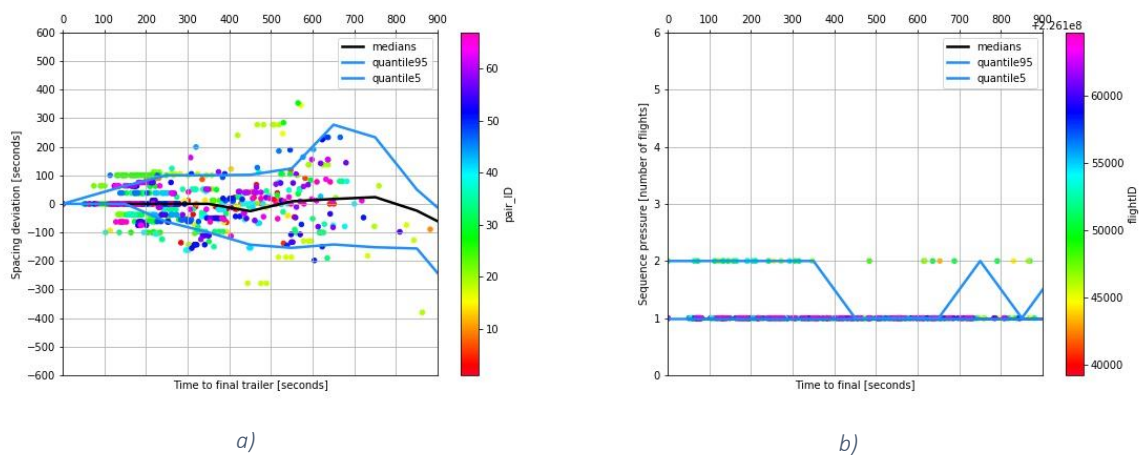 0 100 200 300 400 500 600 700 800 900
600
500
400
300
200
100
0
−100
−200
−300
−400
−500
−600
Spacing deviation [seconds]
medians
quantile95
quantile5
Time to final trailer [seconds]
60
50
40
30
20
10
pair_ID
a)
0 100 200 300 400 500 600 700 800 900
+2.261e8
6
5
4
3
2
1
0
Sequence pressure [number of flights]
medians
quantile95
quantile5
Time to final [seconds]
60000
55000
50000
45000
40000
flightID
b)